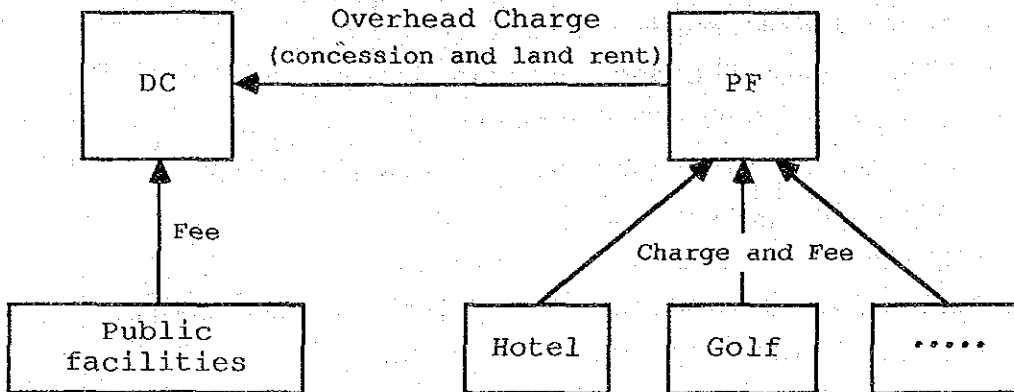 Overhead Charge
(concession and land rent)
DC
PF
Fee
Charge and Fee
Public
facilities
Hotel
Golf
.....